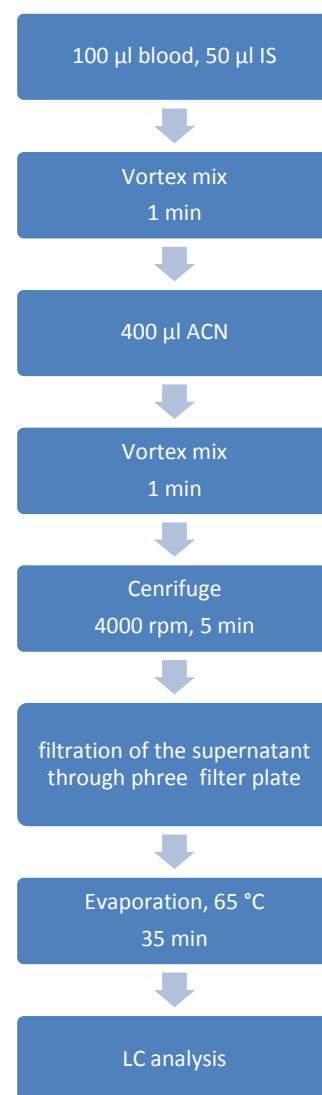 100 µl blood, 50 µl IS
Vortex mix
1 min
400 µl ACN
Vortex mix
1 min
Cenrifuge
4000 rpm, 5 min
filtration of the supernatant
through phree filter plate
Evaporation, 65 °C
35 min
LC analysis